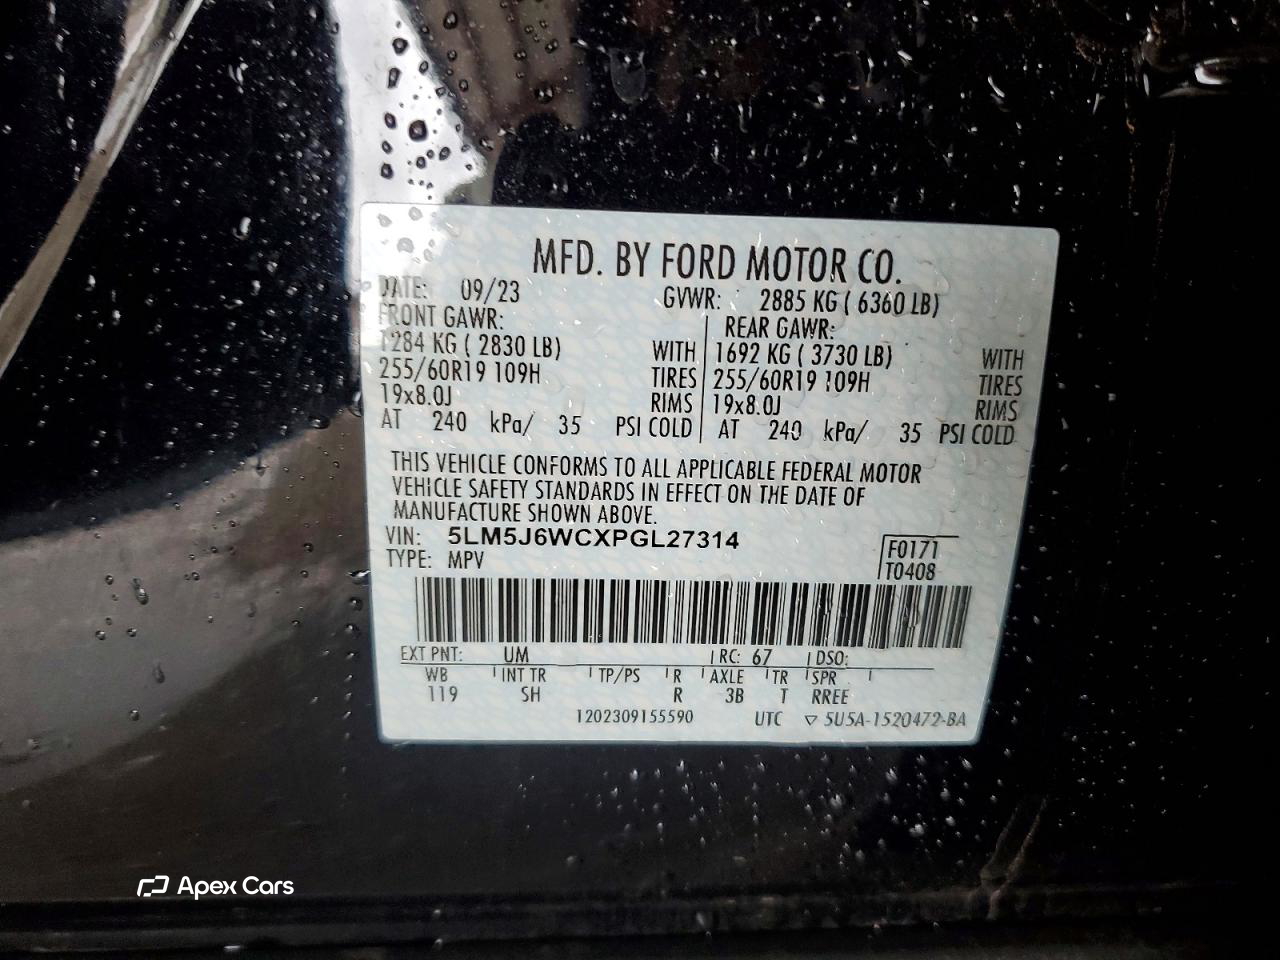 MFD. BY FORD MOTOR CO.
DATE: 09/23 GVWR: 2885 KG ( 6360 LB)
FRONT GAWR: REAR GAWR:
1284 KG ( 2830 LB) WITH 1692 KG ( 3730 LB) WITH
255/60R19 109H TIRES 255/60R19 109H TIRES
19x8.0J RIMS 19x8.0J RIMS
AT 240 kPa/ 35 PSI COLD AT 240 kPa/ 35 PSI COLD
THIS VEHICLE CONFORMS TO ALL APPLICABLE FEDERAL MOTOR
VEHICLE SAFETY STANDARDS IN EFFECT ON THE DATE OF
MANUFACTURE SHOWN ABOVE.
VIN: 5LM5J6WCXPGL27314 F0171
TYPE: MPV T0408
EXT PNT: UM RC: 67 DSO:
WB INT TR TP/PS R AXLE TR SPR
119 SH R 3B T RREE
1202309155590 UTC ▽ 5U5A-1520472-BA
Apex Cars